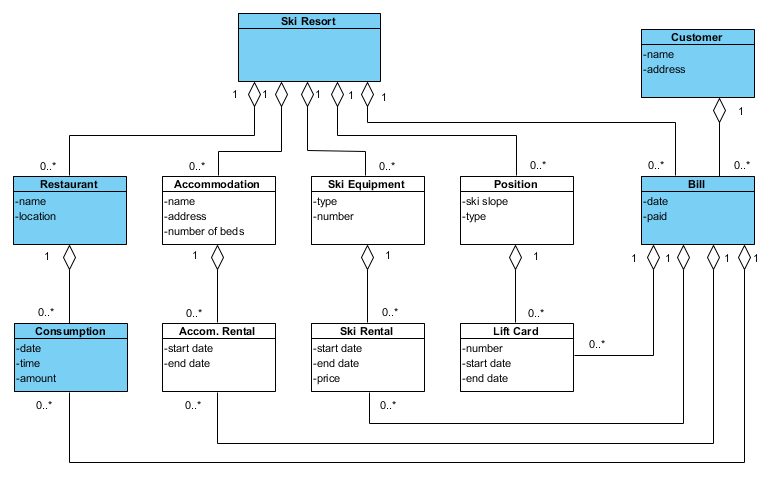 Ski Resort
Customer
-name
-address
1
1
1
1
1
1
0..*
0..*
0..*
0..*
0..*
0..*
Restaurant
-name
-location
Accommodation
-name
-address
-number of beds
Ski Equipment
-type
-number
Position
-ski slope
-type
Bill
-date
-paid
1
1
1
1
1
1
1
1
0..*
0..*
0..*
0..*
Consumption
-date
-time
-amount
Accom. Rental
-start date
-end date
Ski Rental
-start date
-end date
-price
Lift Card
-number
-start date
-end date
0..*
0..*
0..*
0..*